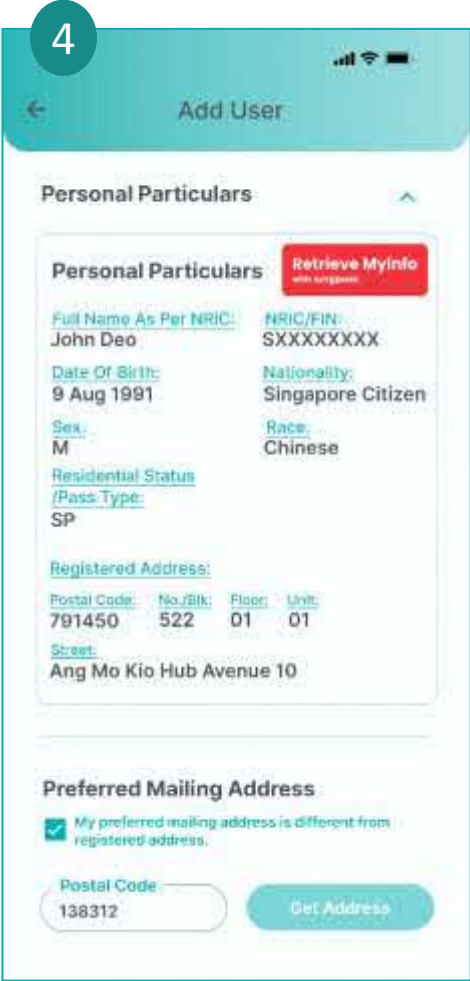 4
Add User
Personal Particulars
Personal Particulars
Retrieve MyInfo
with singpass
Full Name As Per NRIC: NRIC/FIN:
John Deo SXXXXXXXX
Date Of Birth: Nationality:
9 Aug 1991 Singapore Citizen
Sex: Race:
M Chinese
Residential Status
/Pass Type:
SP
Registered Address:
Postal Code: No./Blk: Floor: Unit:
791450 522 01 01
Street:
Ang Mo Kio Hub Avenue 10
Preferred Mailing Address
My preferred mailing address is different from
registered address.
Postal Code
138312 Get Address